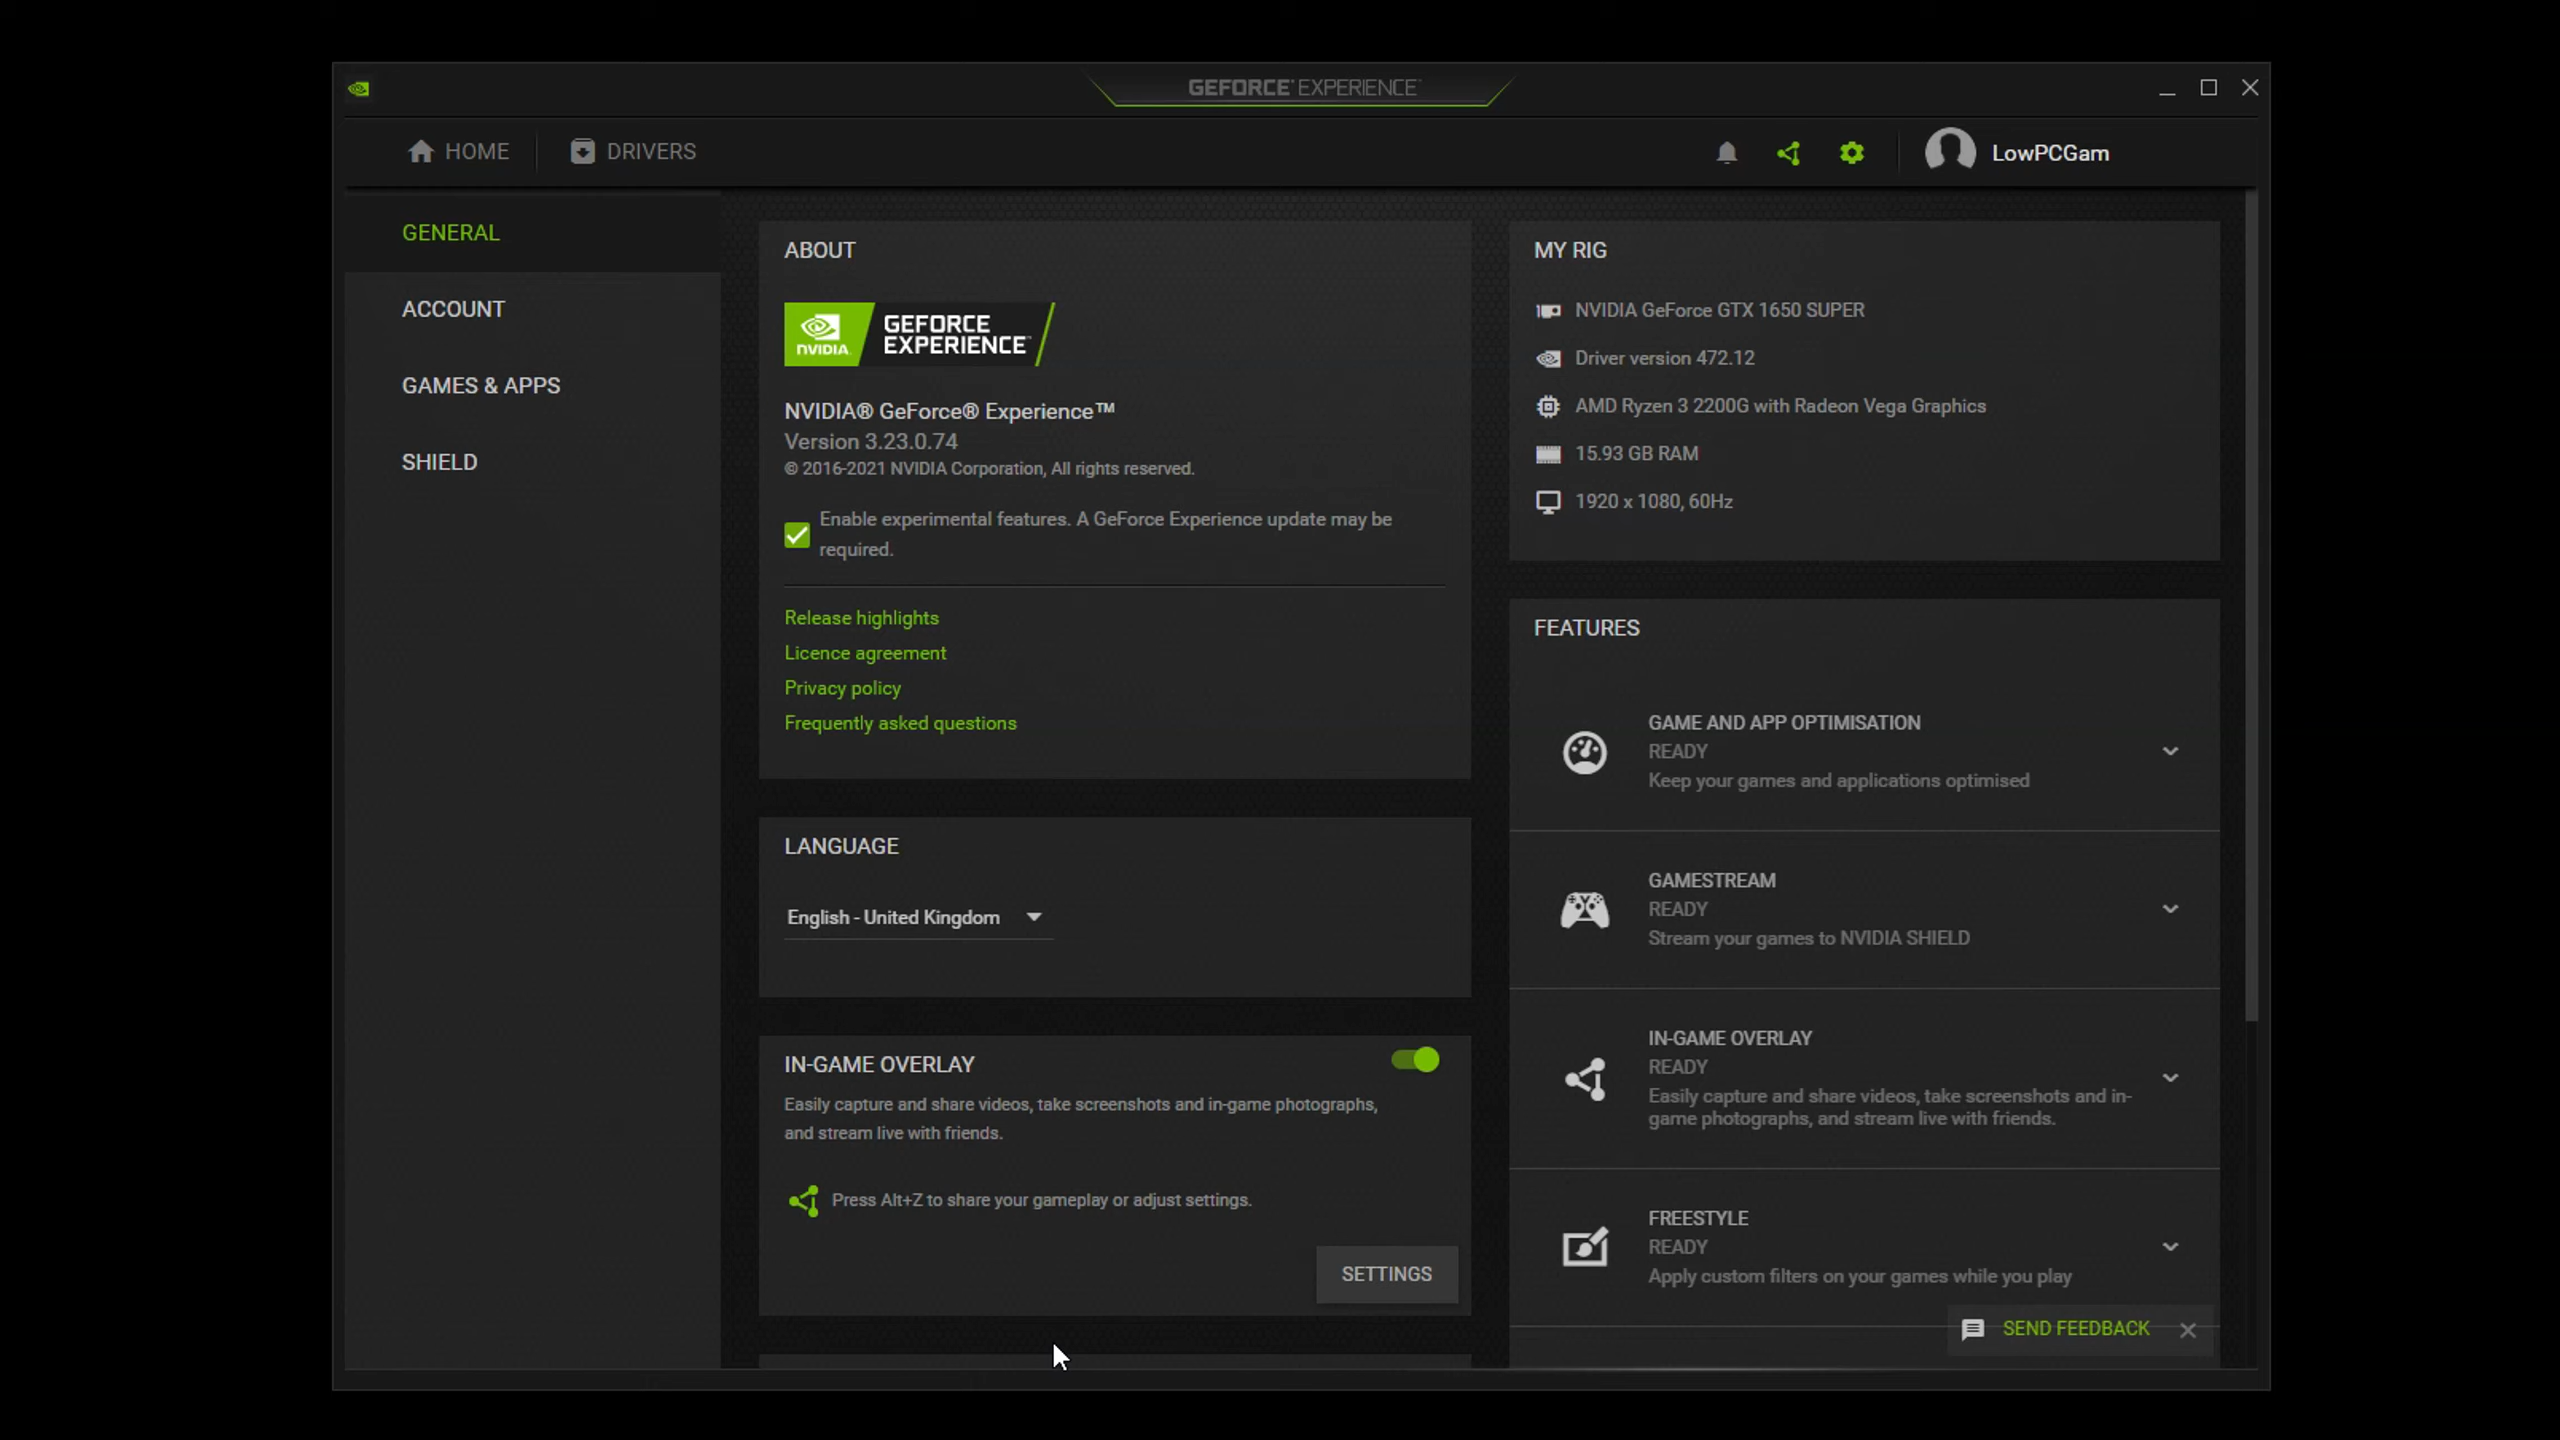 GEFORCE® EXPERIENCE™
HOME
DRIVERS
LowPCGam
GENERAL
ACCOUNT
GAMES & APPS
SHIELD
ABOUT
NVIDIA.
GEFORCE
EXPERIENCE™
NVIDIA® GeForce® Experience™
Version 3.23.0.74
© 2016-2021 NVIDIA Corporation, All rights reserved.
Enable experimental features. A GeForce Experience update may be
required.
Release highlights
Licence agreement
Privacy policy
Frequently asked questions
LANGUAGE
English - United Kingdom
IN-GAME OVERLAY
Easily capture and share videos, take screenshots and in-game photographs,
and stream live with friends.
Press Alt+Z to share your gameplay or adjust settings.
SETTINGS
MY RIG
NVIDIA GeForce GTX 1650 SUPER
Driver version 472.12
AMD Ryzen 3 2200G with Radeon Vega Graphics
15.93 GB RAM
1920 x 1080, 60Hz
FEATURES
GAME AND APP OPTIMISATION
READY
Keep your games and applications optimised
GAMESTREAM
READY
Stream your games to NVIDIA SHIELD
IN-GAME OVERLAY
READY
Easily capture and share videos, take screenshots and in-
game photographs, and stream live with friends.
FREESTYLE
READY
Apply custom filters on your games while you play
SEND FEEDBACK